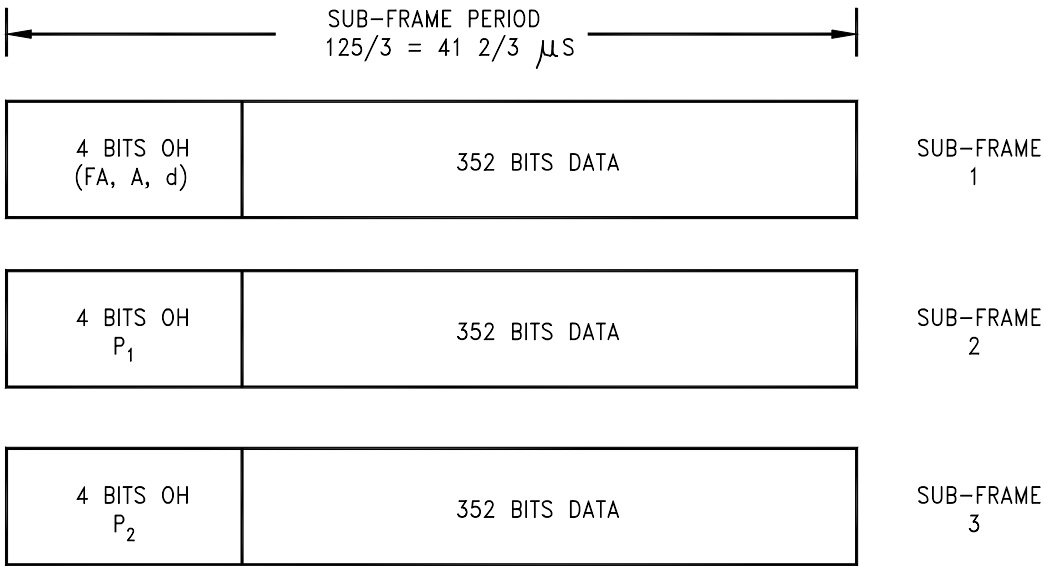 SUB-FRAME PERIOD
125/3 = 41 2/3 μS
4 BITS OH
(FA, A, d)
352 BITS DATA
SUB-FRAME
1
4 BITS OH
P₁
352 BITS DATA
SUB-FRAME
2
4 BITS OH
P₂
352 BITS DATA
SUB-FRAME
3